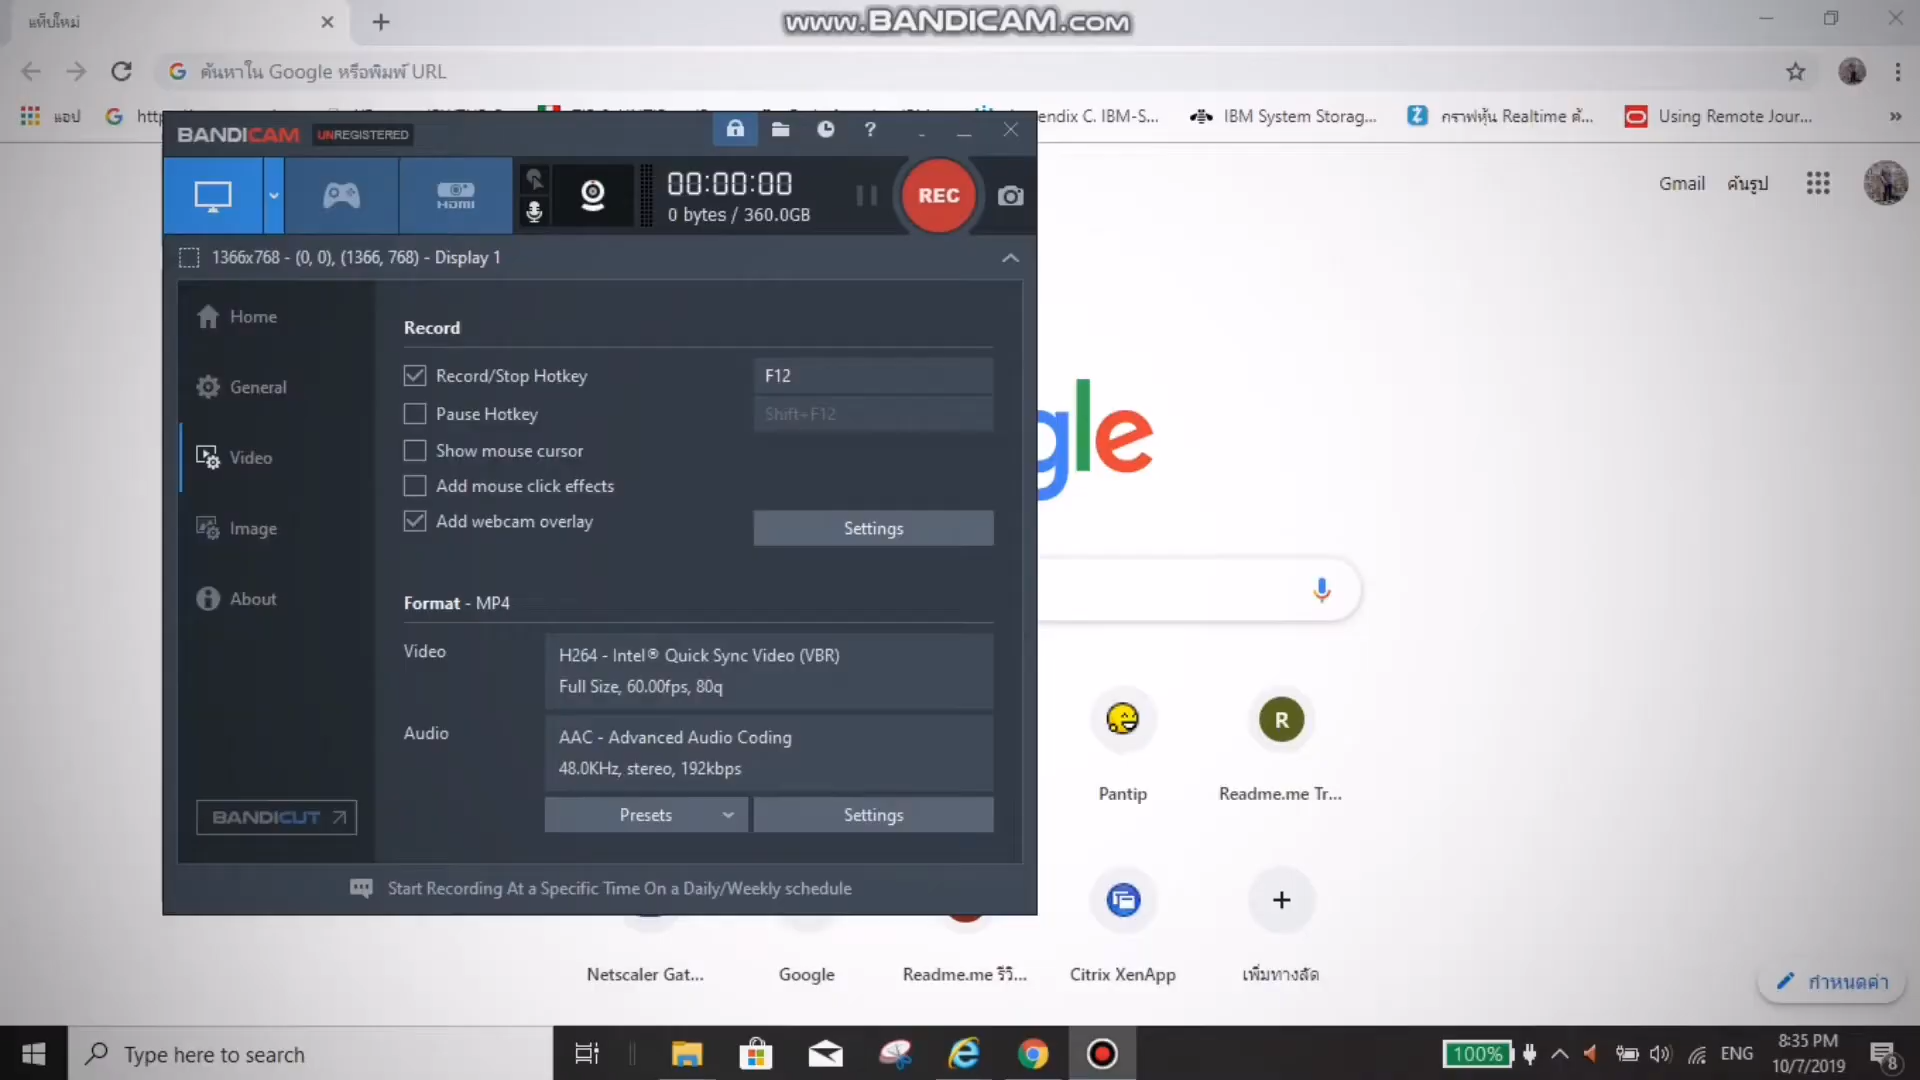 แท็บใหม่
www.BANDICAM.com
ค้นหาใน Google หรือพิมพ์ URL
แอป
endix C. IBM-S...
IBM System Storag...
กราฟหุ้น Realtime ตั้...
Using Remote Jour...
»
BANDICAM UNREGISTERED
?
HDMI
00:00:00
0 bytes / 360.0GB
REC
1366x768 - (0, 0), (1366, 768) - Display 1
Gmail
ค้นรูป
Home
General
Video
Image
About
BANDICUT
Record
Record/Stop Hotkey
F12
Pause Hotkey
Shift+F12
Show mouse cursor
Add mouse click effects
Add webcam overlay
Settings
Format - MP4
Video
H264 - Intel® Quick Sync Video (VBR)
Full Size, 60.00fps, 80q
Audio
AAC - Advanced Audio Coding
48.0KHz, stereo, 192kbps
Presets
Settings
Start Recording At a Specific Time On a Daily/Weekly schedule
gle
Pantip
R
Readme.me Tr...
Netscaler Gat...
Google
Readme.me รีวิ...
Citrix XenApp
เพิ่มทางลัด
กำหนดค่า
Type here to search
100%
ENG
8:35 PM
10/7/2019
8